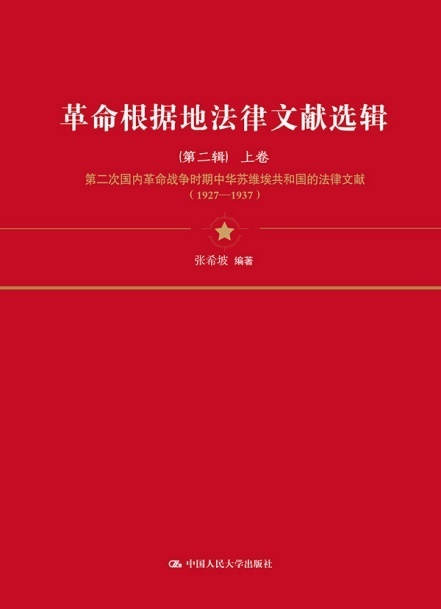 革命根据地法律文献选辑
(第二辑) 上卷
第二次国内革命战争时期中华苏维埃共和国的法律文献
(1927—1937)
张希坡 编著
中国人民大学出版社